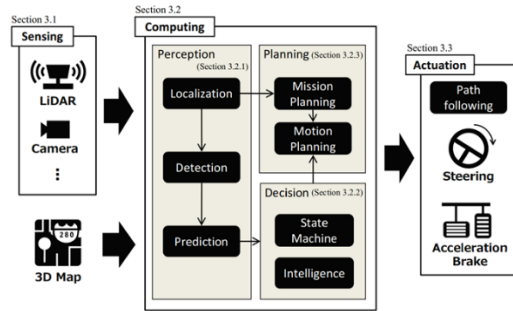 Section 3.1
Sensing
LiDAR
Camera
3D Map
280
Section 3.2
Computing
Perception
(Section 3.2.1)
Localization
Detection
Prediction
Planning (Section 3.2.3)
Mission
Planning
Motion
Planning
Decision (Section 3.2.2)
State
Machine
Intelligence
Section 3.3
Actuation
Path
following
Steering
Acceleration
Brake